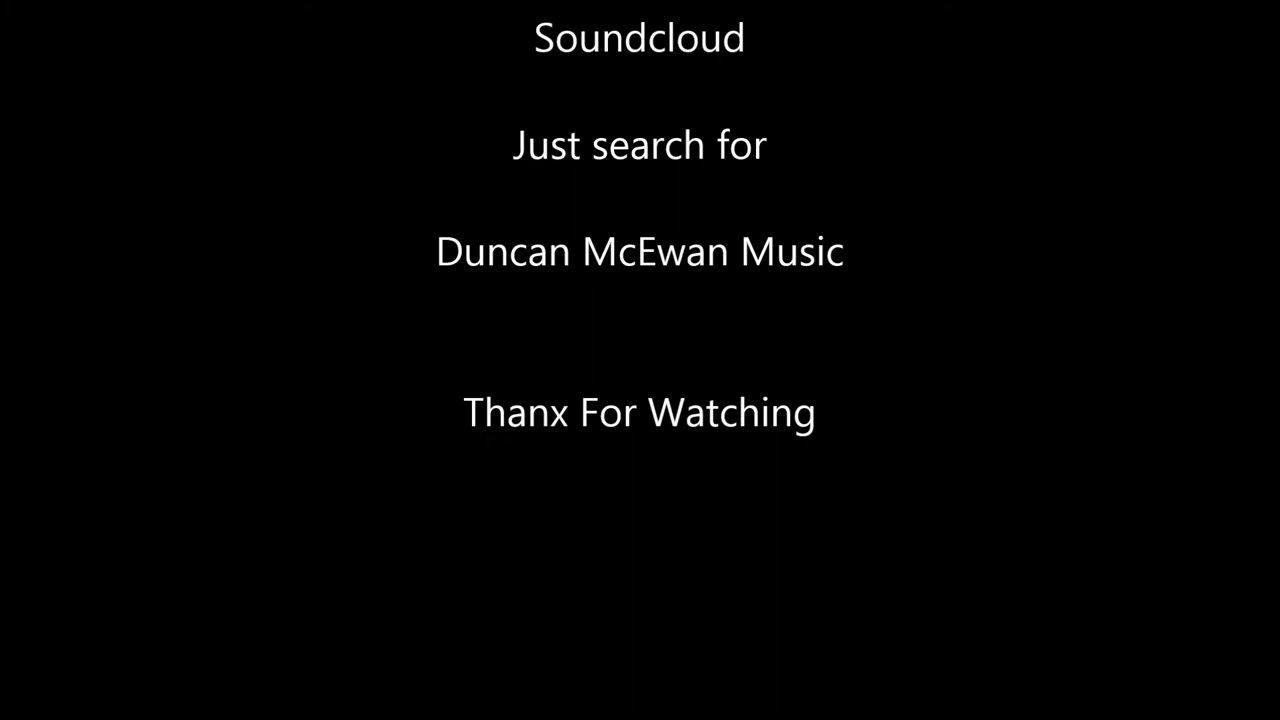 Soundcloud
Just search for
Duncan McEwan Music
Thanx For Watching